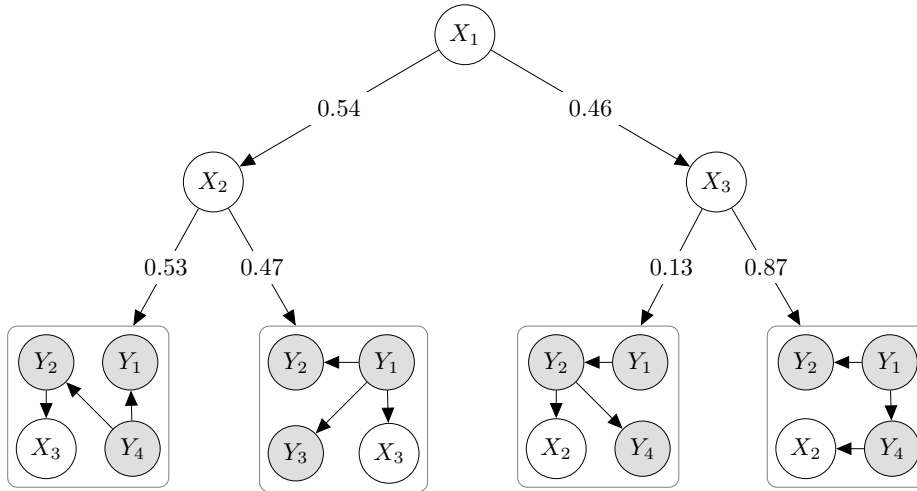 X₁
0.54 0.46
X₂ X₃
0.53 0.47 0.13 0.87
Y₂ Y₁ Y₂ Y₁ Y₂ Y₁ Y₂ Y₁
X₃ Y₄ Y₃ X₃ X₂ Y₄ X₂ Y₄